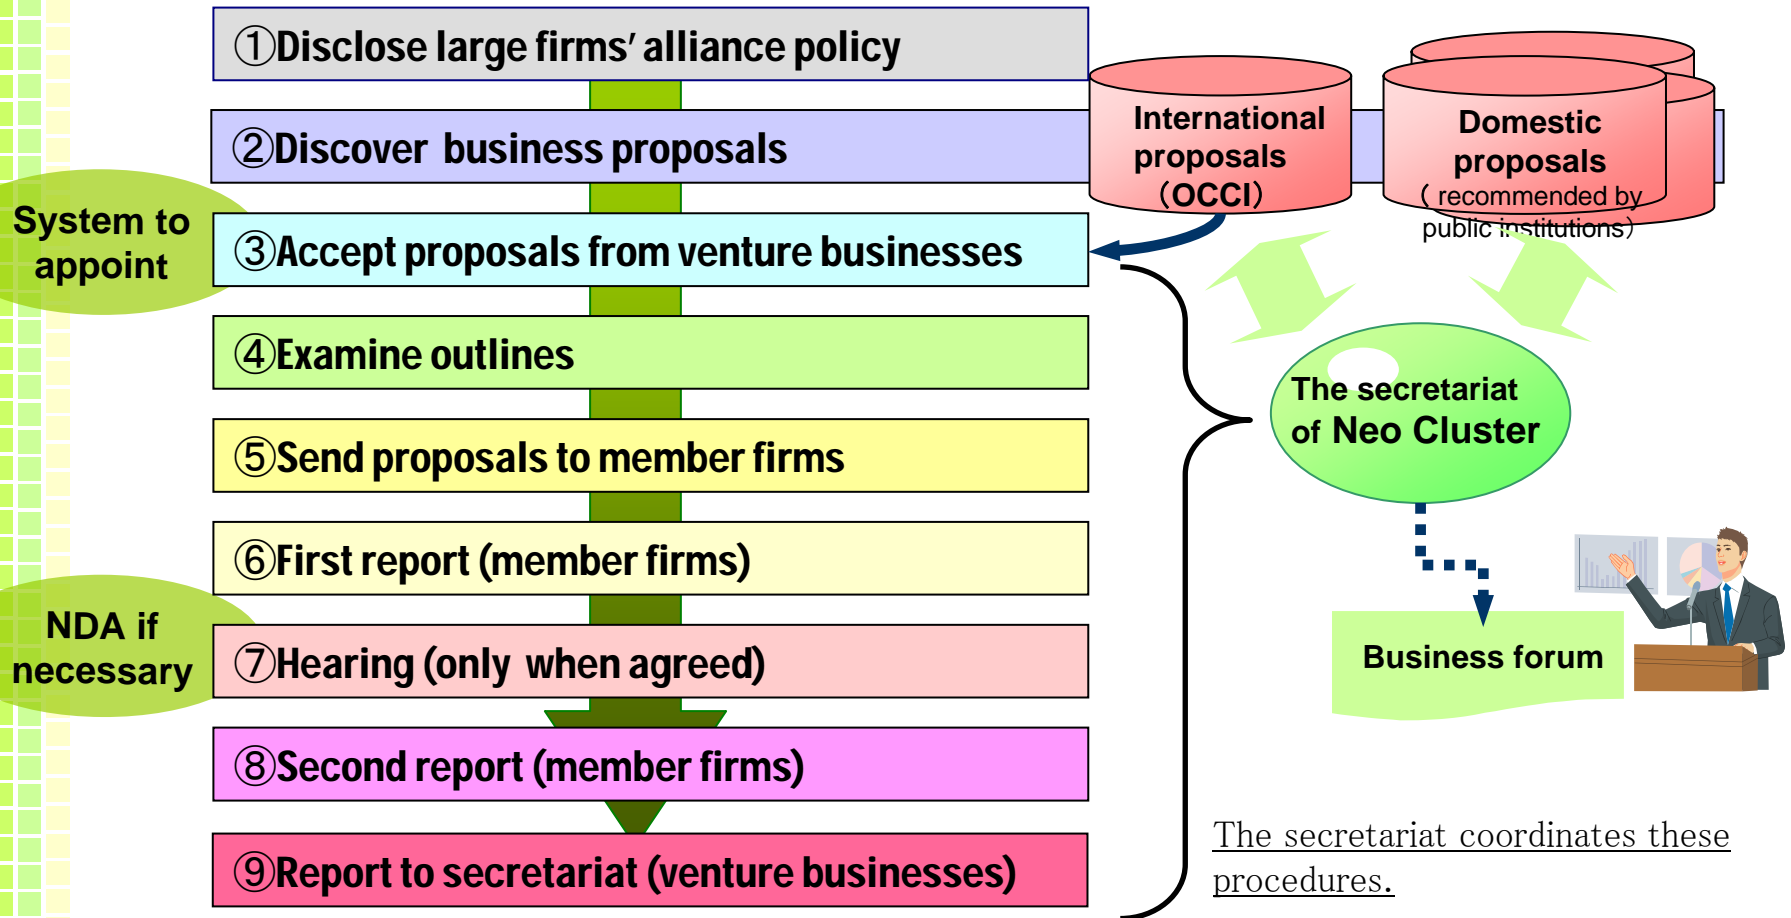 ①Disclose large firms' alliance policy
②Discover business proposals
③Accept proposals from venture businesses
④Examine outlines
⑤Send proposals to member firms
⑥First report (member firms)
⑦Hearing (only when agreed)
⑧Second report (member firms)
⑨Report to secretariat (venture businesses)
System to
appoint
NDA if
necessary
International
proposals
（OCCI）
Domestic
proposals
（ recommended by
public institutions）
The secretariat
of Neo Cluster
Business forum
The secretariat coordinates these
procedures.